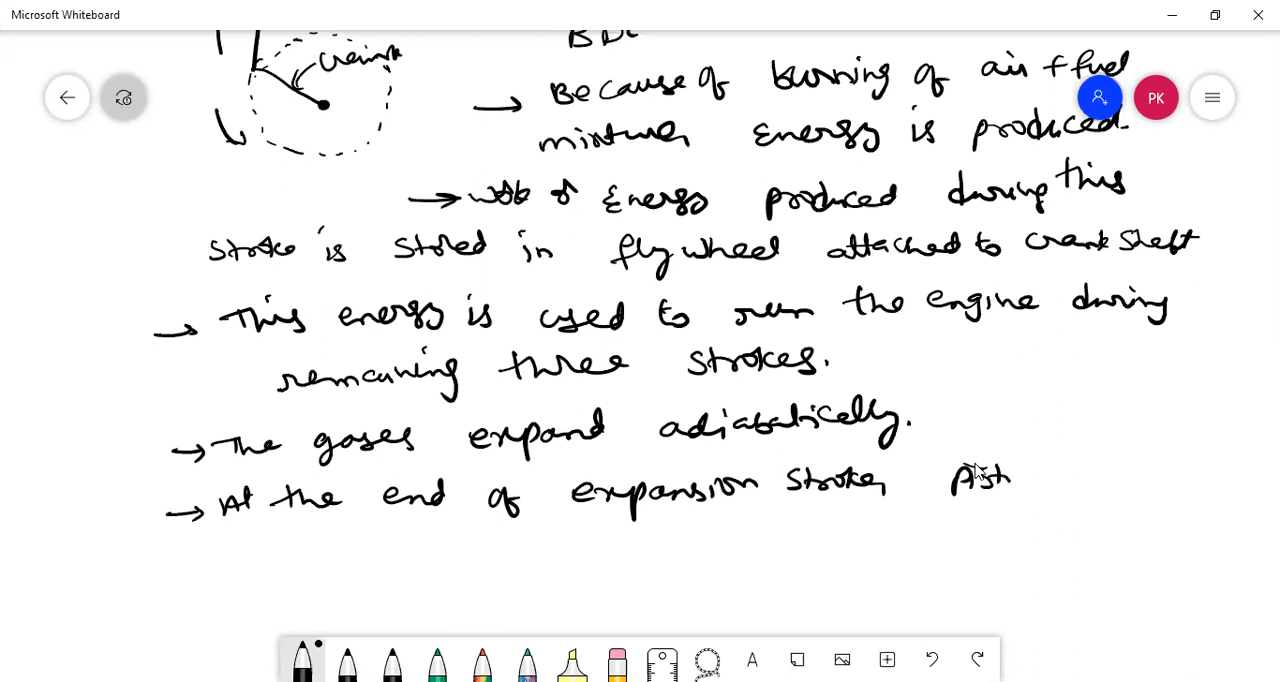 Microsoft Whiteboard
crank
BDC
Because of burning of air + fuel
PK
mixture, Energy is produced.
→ of Energy produced during this
stroke is stored in flywheel attached to crank shaft
→ This energy is used to run the engine during
remaining three strokes.
→ The gases expand adiabatically.
→ At the end of expansion stroke, Pist
A